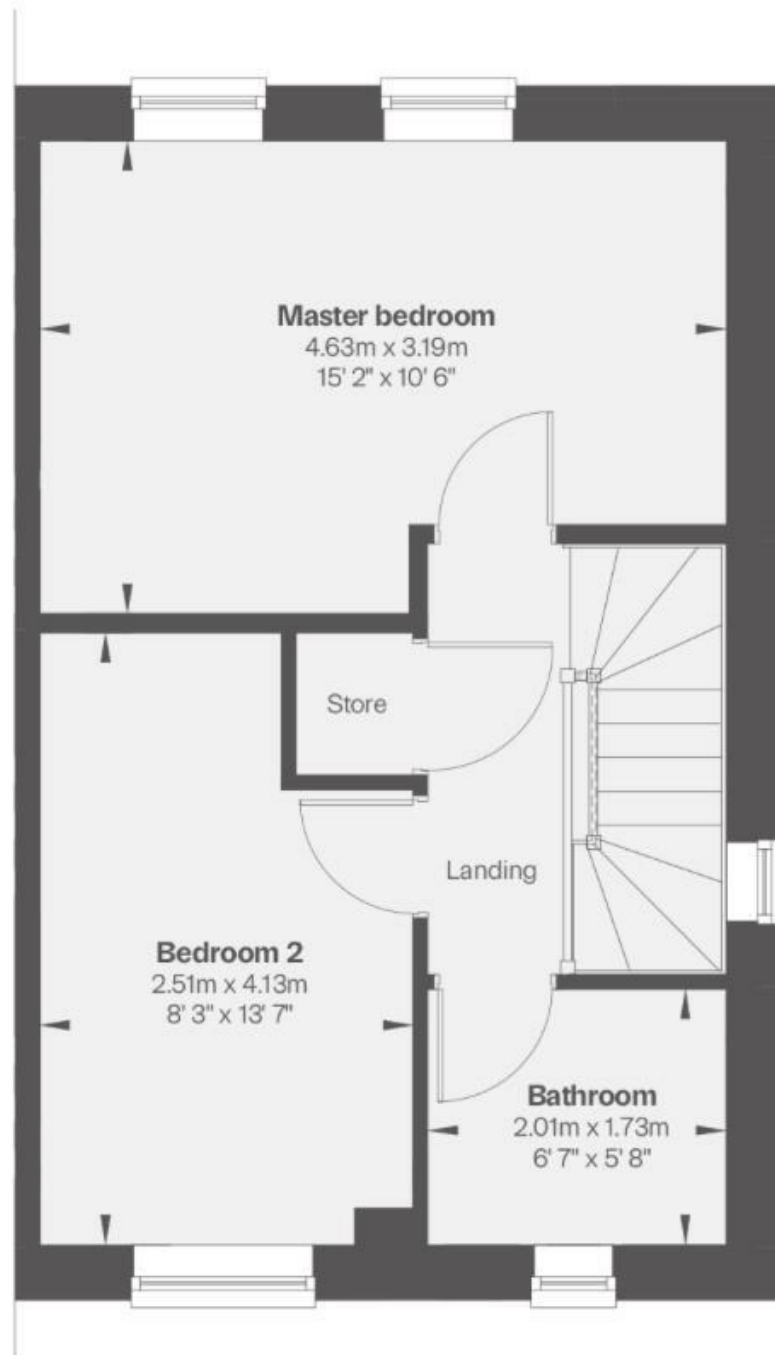 Master bedroom
4.63m x 3.19m
15' 2" x 10' 6"
Store
Landing
Bedroom 2
2.51m x 4.13m
8' 3" x 13' 7"
Bathroom
2.01m x 1.73m
6' 7" x 5' 8"